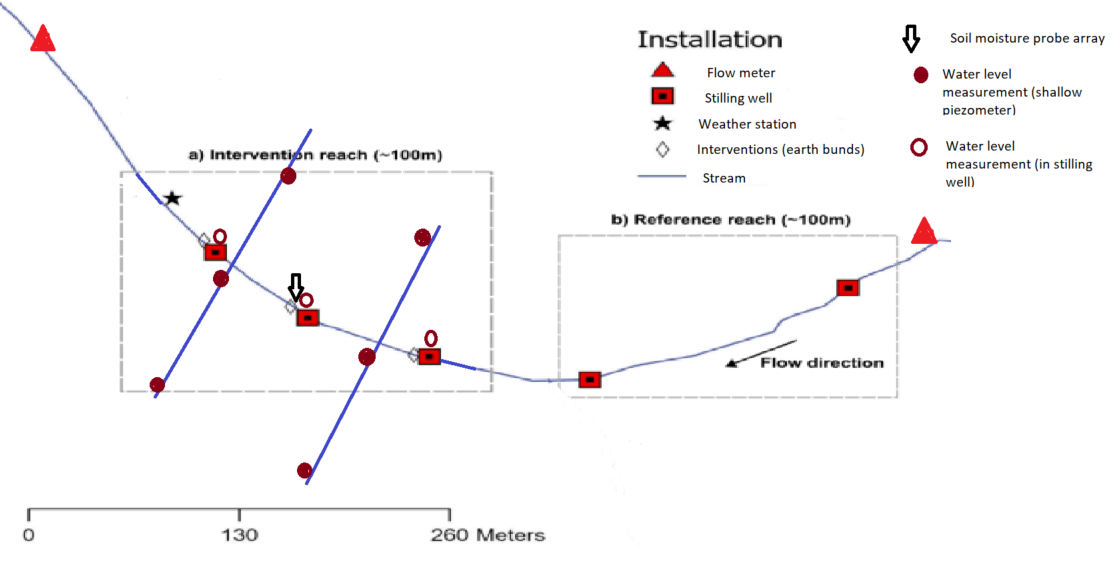 Installation
Flow meter
Stilling well
Weather station
Interventions (earth bunds)
Stream
Soil moisture probe array
Water level
measurement (shallow
piezometer)
Water level
measurement (in stilling
well)
a) Intervention reach (~100m)
b) Reference reach (~100m)
Flow direction
0 130 260 Meters